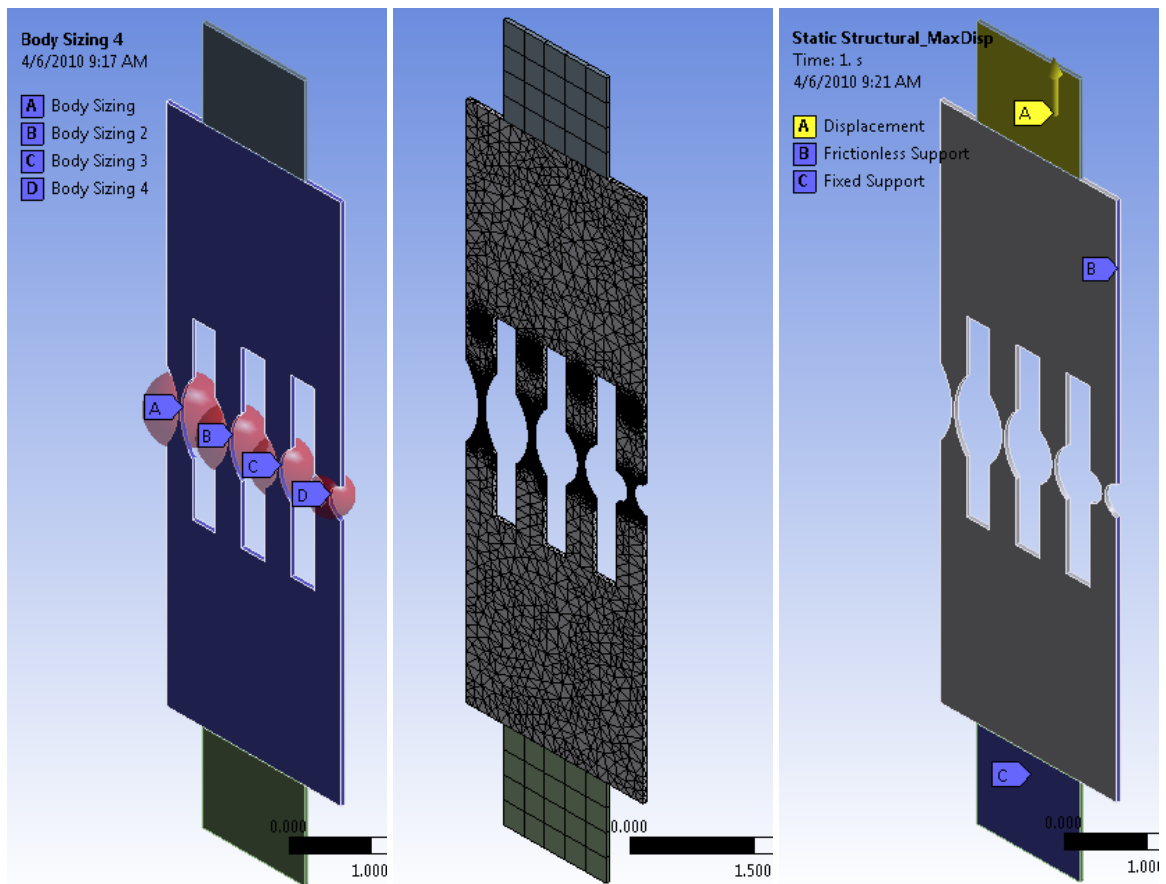 Body Sizing 4
4/6/2010 9:17 AM
A Body Sizing
B Body Sizing 2
C Body Sizing 3
D Body Sizing 4
A
B
C
D
0.000
1.000
0.000
1.500
Static Structural_MaxDisp
Time: 1. s
4/6/2010 9:21 AM
A Displacement
B Frictionless Support
C Fixed Support
A
B
C
0.000
1.000